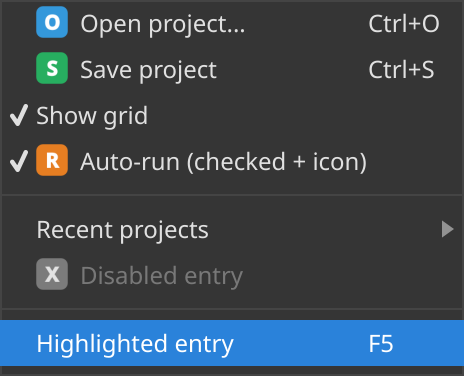 O Open project... Ctrl+O
S Save project Ctrl+S
Show grid
R Auto-run (checked + icon)
Recent projects
X Disabled entry
Highlighted entry F5